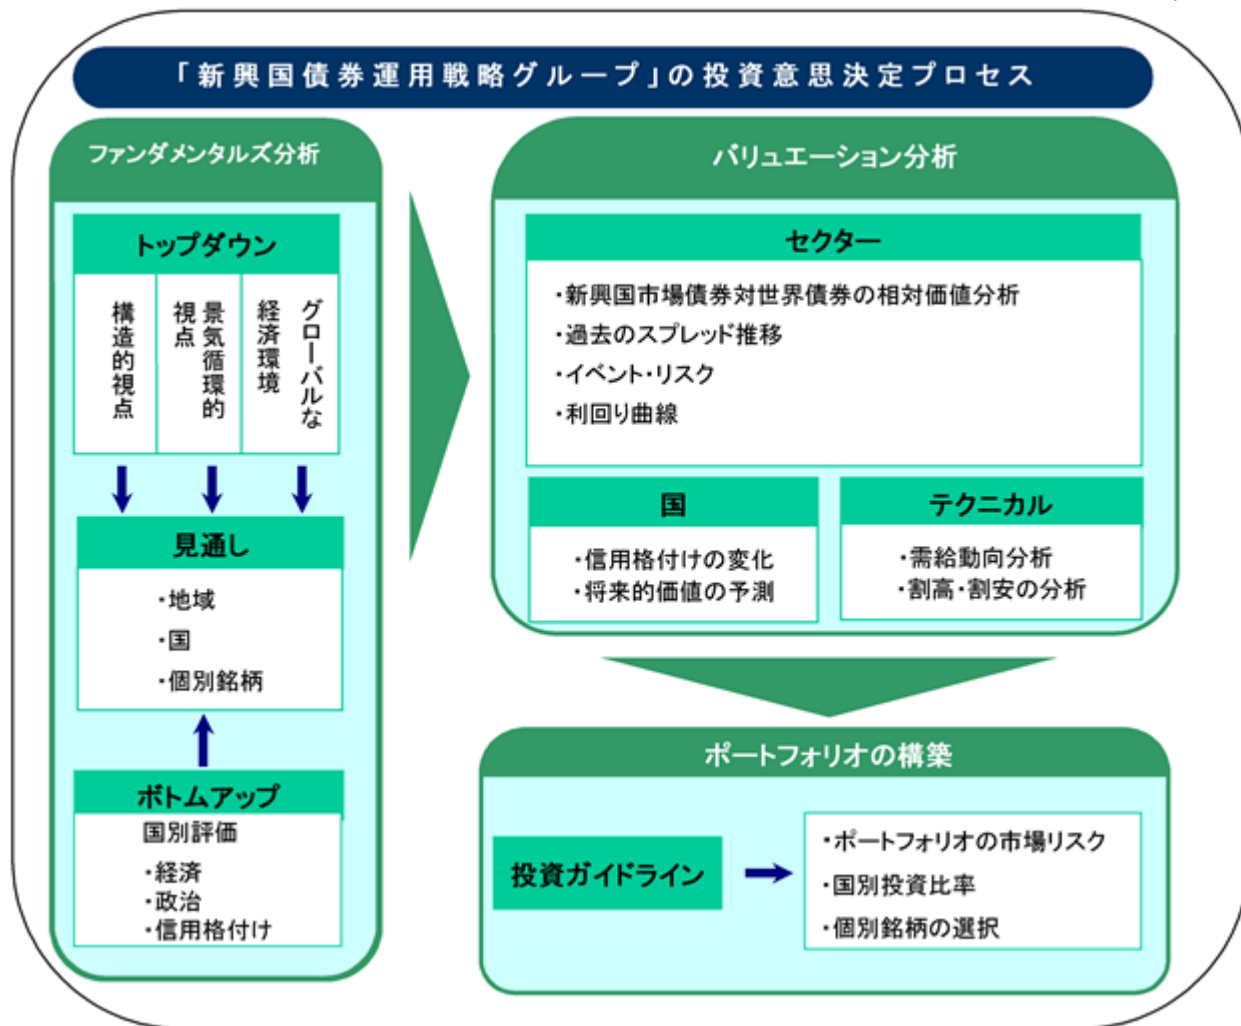 「新興国債券運用戦略グループ」の投資意思決定プロセス
ファンダメンタルズ分析
トップダウン
構造的視点
景気循環的
視点
グローバルな
経済環境
見通し
・地域
・国
・個別銘柄
ボトムアップ
国別評価
・経済
・政治
・信用格付け
バリュエーション分析
セクター
・新興国市場債券対世界債券の相対価値分析
・過去のスプレッド推移
・イベント・リスク
・利回り曲線
国
・信用格付けの変化
・将来的価値の予測
テクニカル
・需給動向分析
・割高・割安の分析
ポートフォリオの構築
投資ガイドライン
・ポートフォリオの市場リスク
・国別投資比率
・個別銘柄の選択